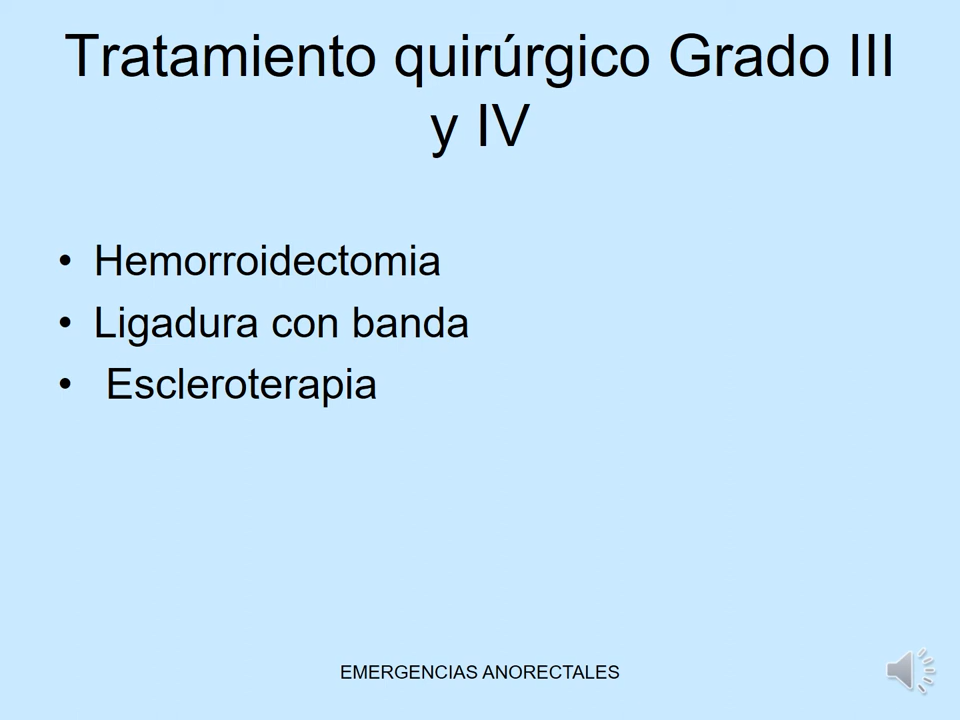 Tratamiento quirúrgico Grado III
y IV
• Hemorroidectomia
• Ligadura con banda
• Escleroterapia
EMERGENCIAS ANORECTALES